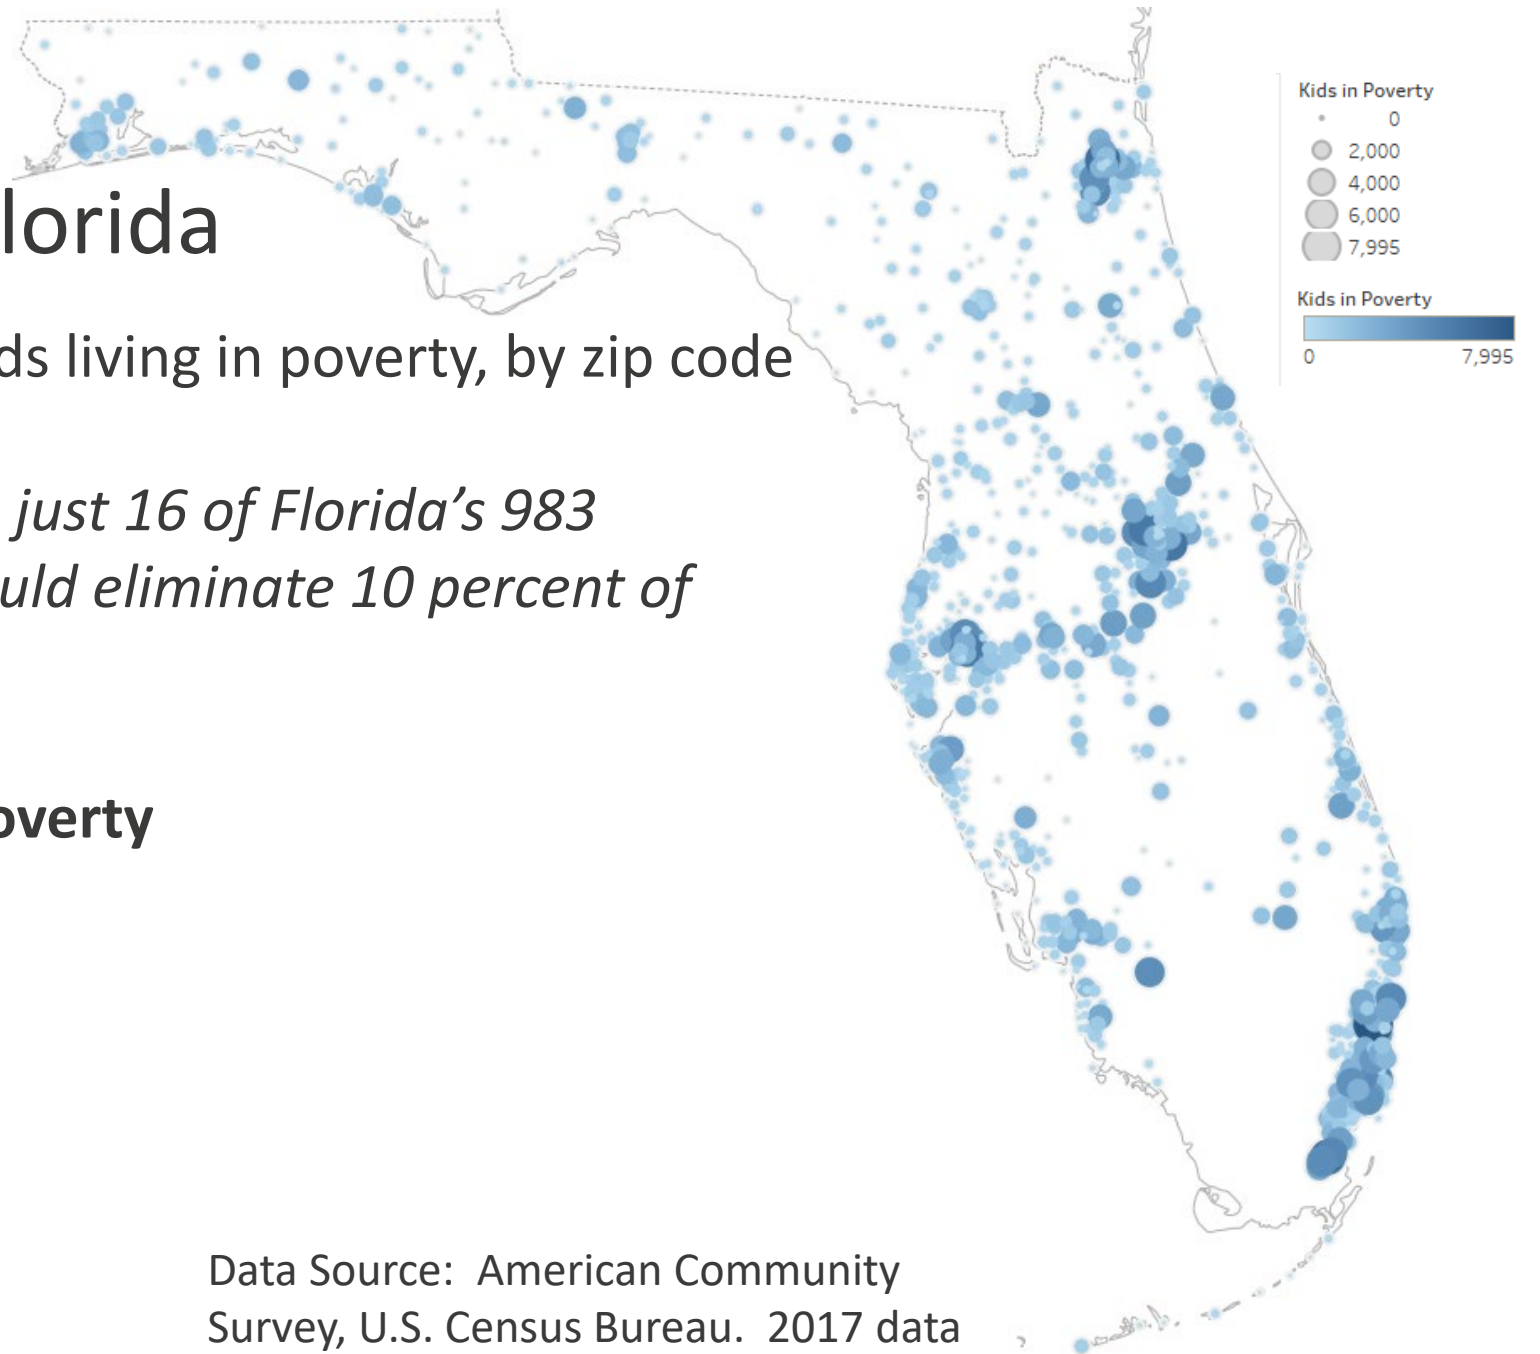 lorida
ds living in poverty, by zip code
just 16 of Florida’s 983
uld eliminate 10 percent of
overty
Kids in Poverty
0
2,000
4,000
6,000
7,995
Kids in Poverty
0 7,995
Data Source: American Community
Survey, U.S. Census Bureau. 2017 data